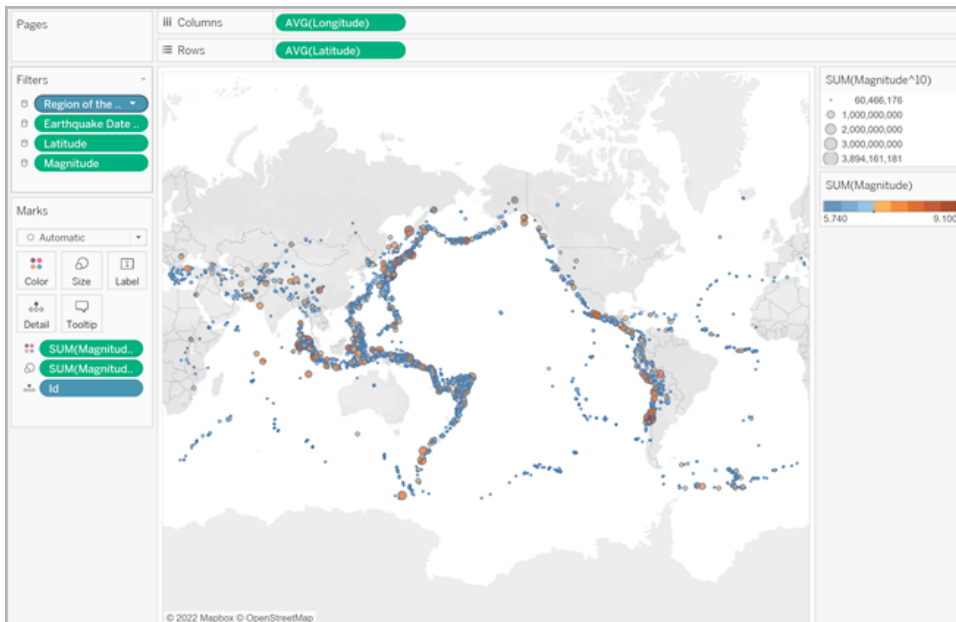 Pages
Columns
AVG(Longitude)
Rows
AVG(Latitude)
Filters
Region of the ..
Earthquake Date ..
Latitude
Magnitude
Marks
Automatic
Color
Size
Label
Detail
Tooltip
SUM(Magnitud..
SUM(Magnitud..
Id
© 2022 Mapbox © OpenStreetMap
SUM(Magnitude^10)
60,466,176
1,000,000,000
2,000,000,000
3,000,000,000
3,894,161,181
SUM(Magnitude)
5.740 9.100